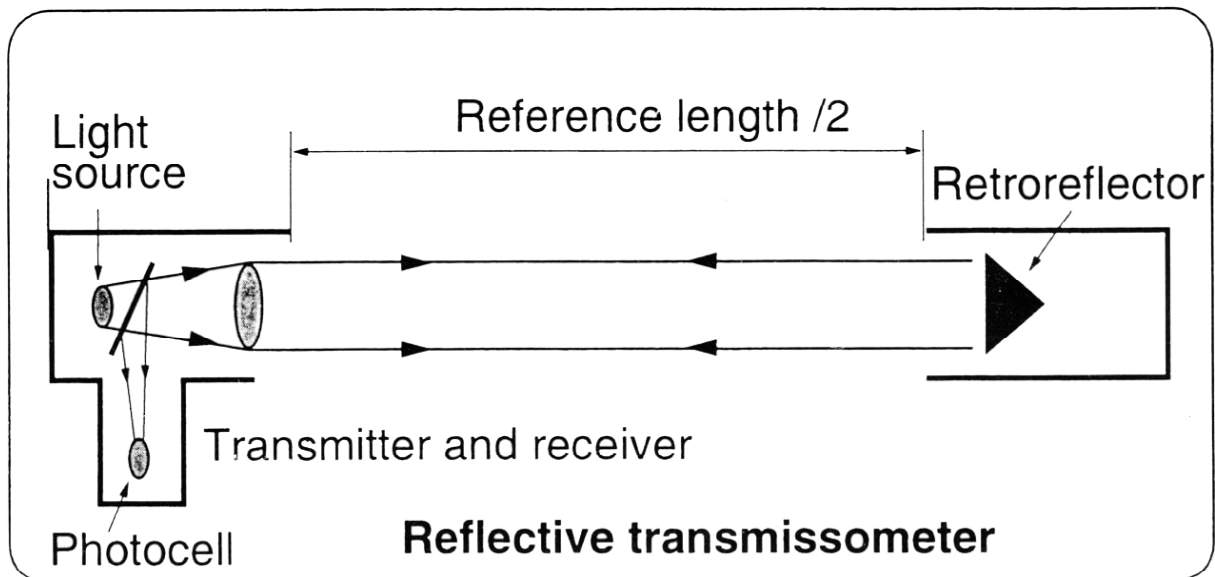 Reference length /2
Light
source
Retroreflector
Transmitter and receiver
Photocell
Reflective transmissometer